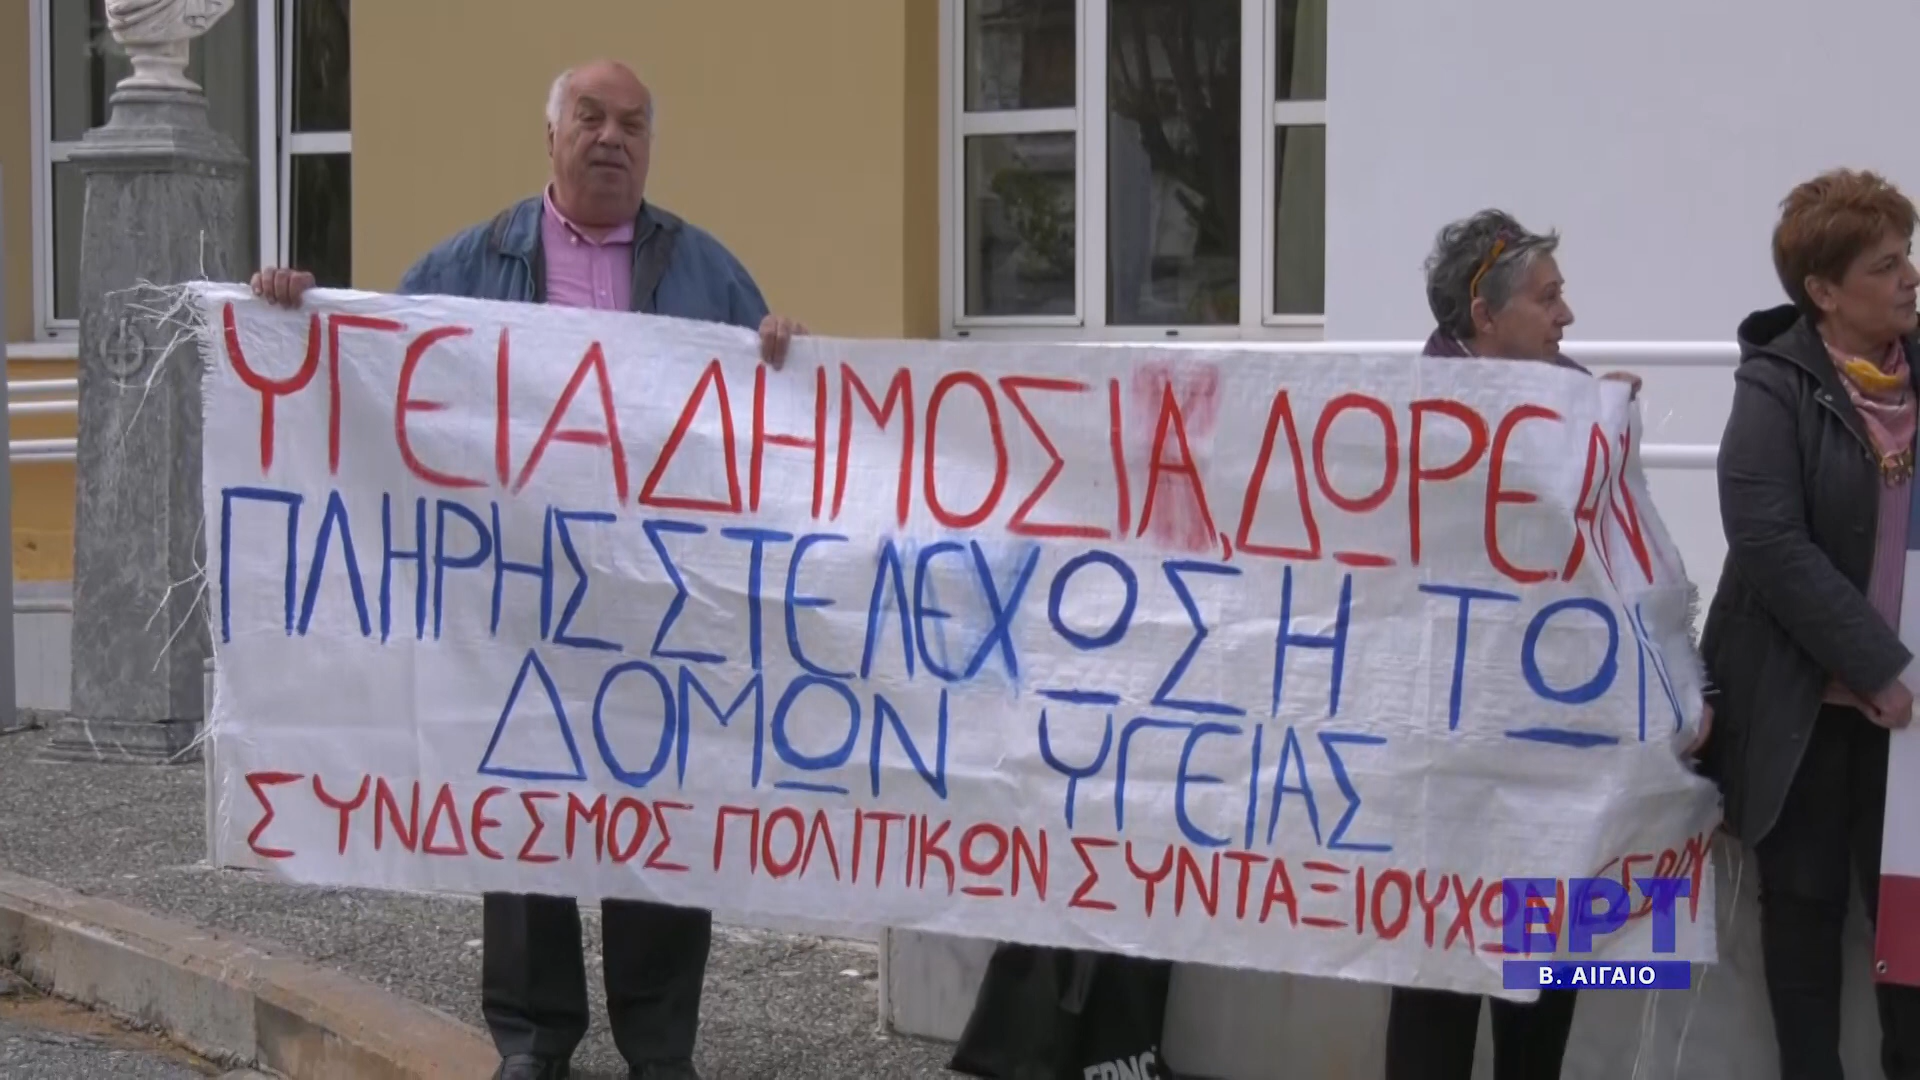 ΥΓΕΙΑ ΔΗΜΟΣΙΑ, ΔΩΡΕΑΝ
ΠΛΗΡΗΣ ΣΤΕΛΕΧΩΣΗ ΤΩΝ
ΔΟΜΩΝ ΥΓΕΙΑΣ
ΣΥΝΔΕΣΜΟΣ ΠΟΛΙΤΙΚΩΝ ΣΥΝΤΑΞΙΟΥΧΩΝ
ΕΡΤ
Β. ΑΙΓΑΙΟ